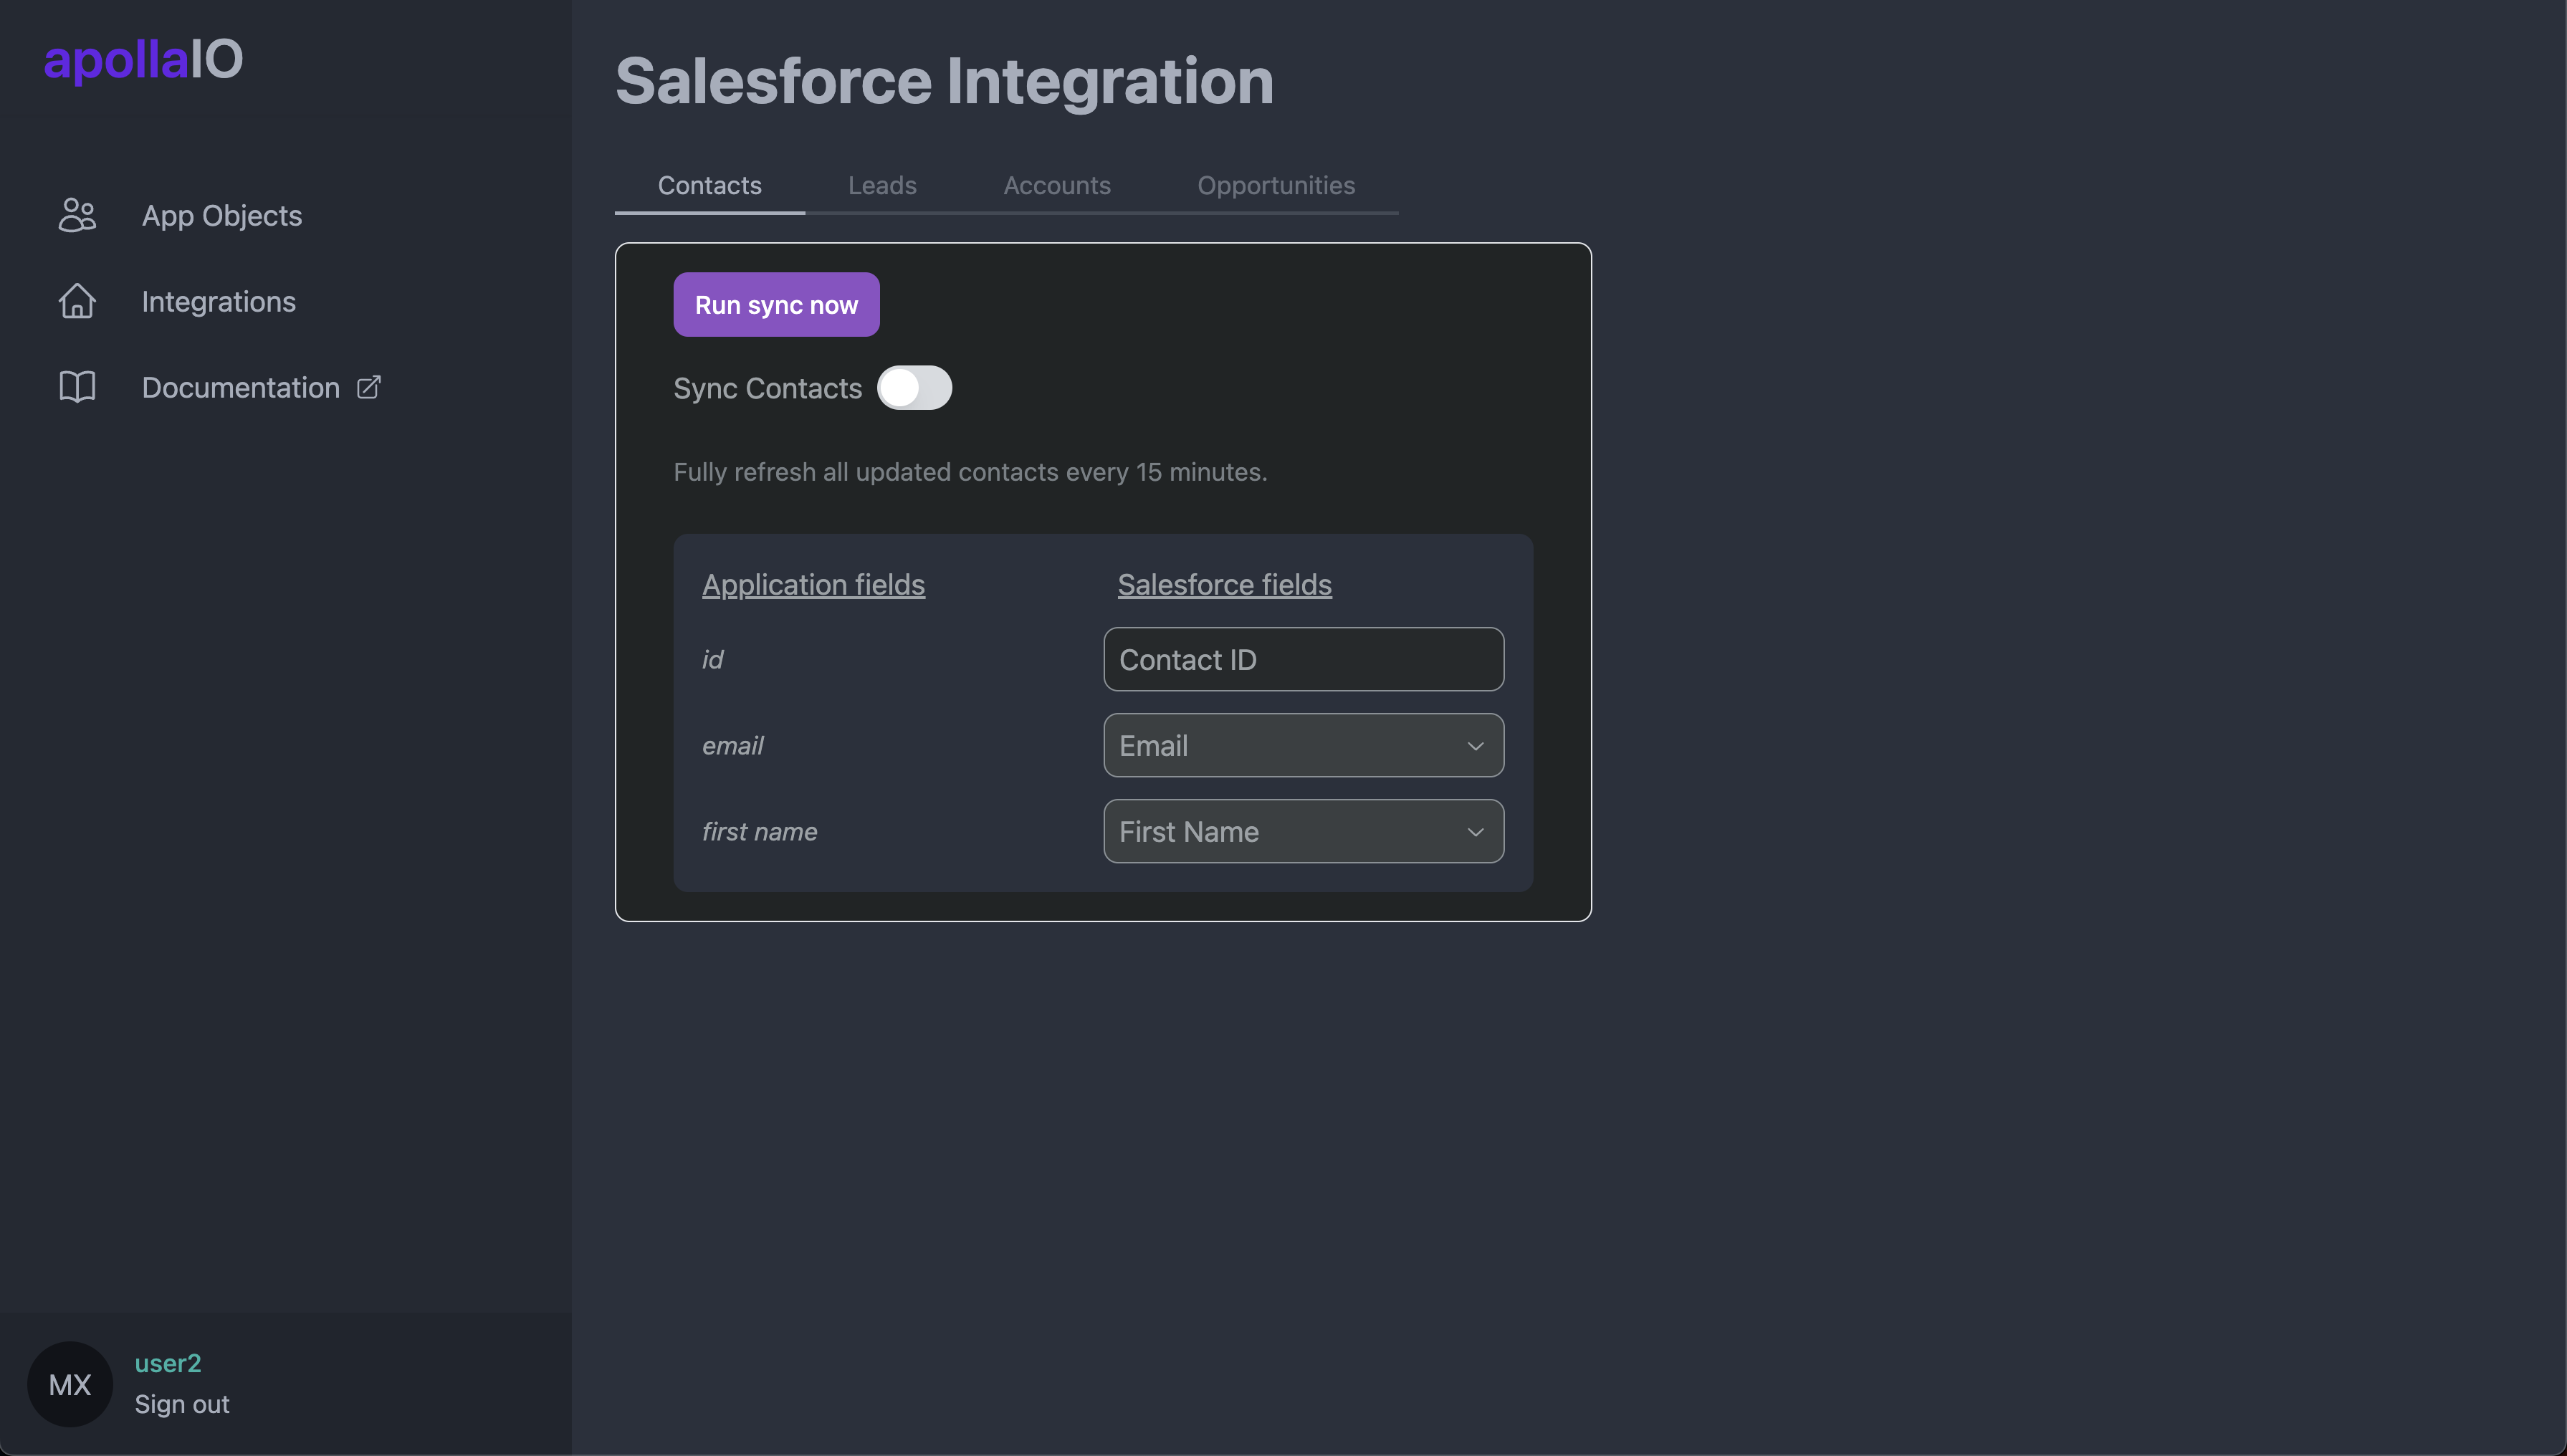 apollaIO
App Objects
Integrations
Documentation
user2
MX
Sign out
Salesforce Integration
Contacts Leads Accounts Opportunities
Run sync now
Sync Contacts
Fully refresh all updated contacts every 15 minutes.
Application fields Salesforce fields
id Contact ID
email Email
first name First Name